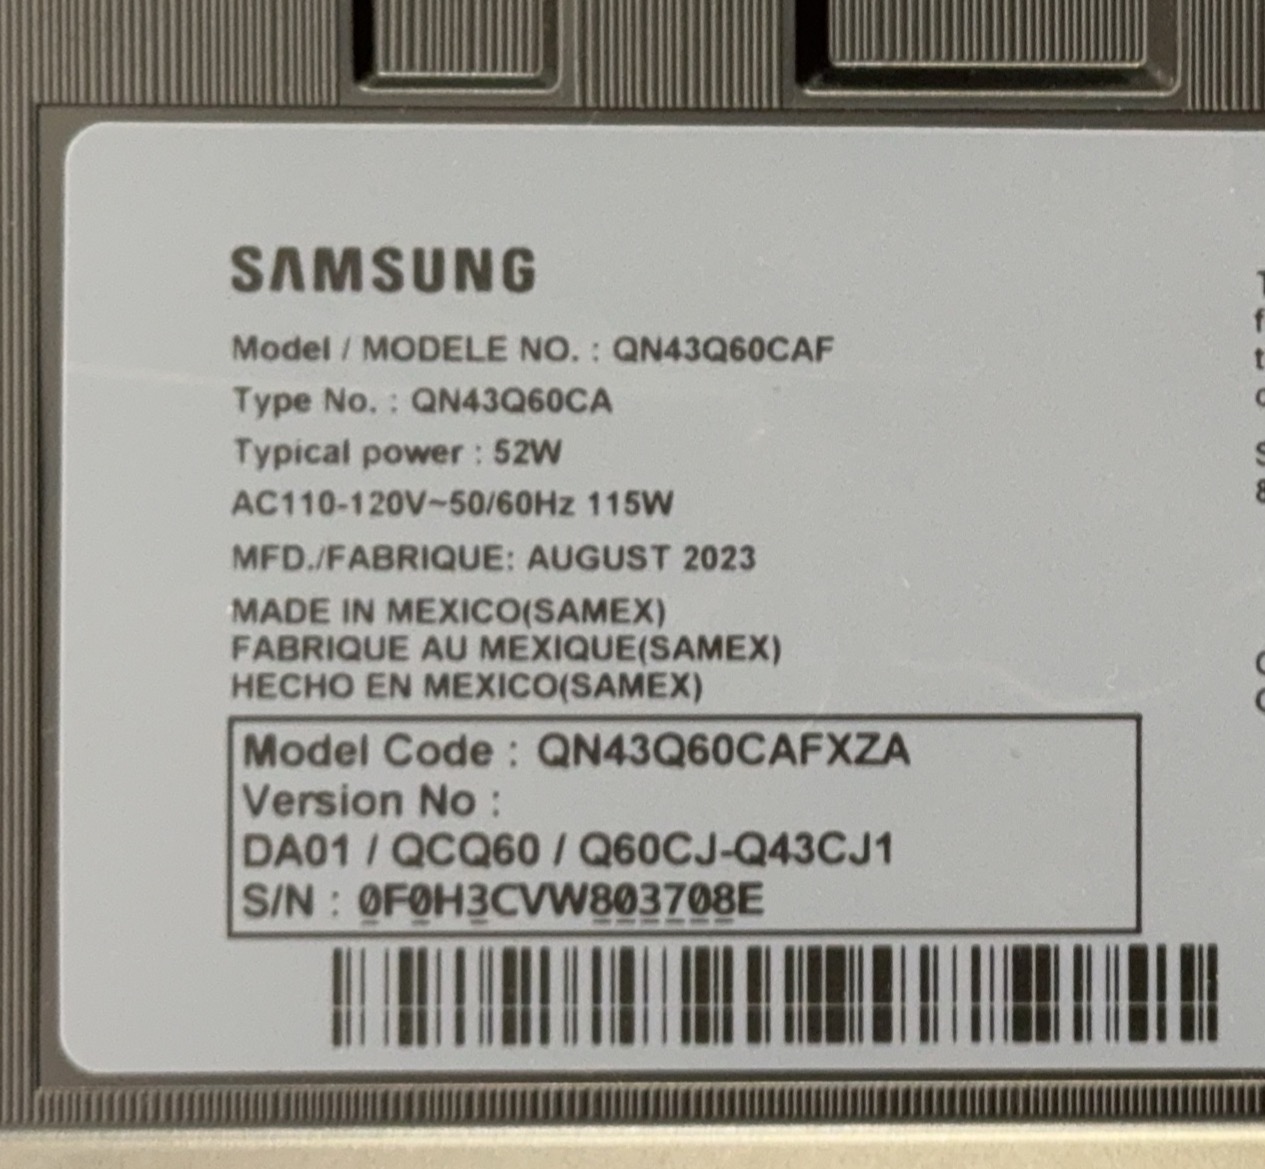 SAMSUNG
Model / MODELE NO. : QN43Q60CAF
Type No. : QN43Q60CA
Typical power : 52W
AC110-120V~50/60Hz 115W
MFD./FABRIQUE: AUGUST 2023
MADE IN MEXICO(SAMEX)
FABRIQUE AU MEXIQUE(SAMEX)
HECHO EN MEXICO(SAMEX)
Model Code : QN43Q60CAFXZA
Version No :
DA01 / QCQ60 / Q60CJ-Q43CJ1
S/N : 0F0H3CVW803708E